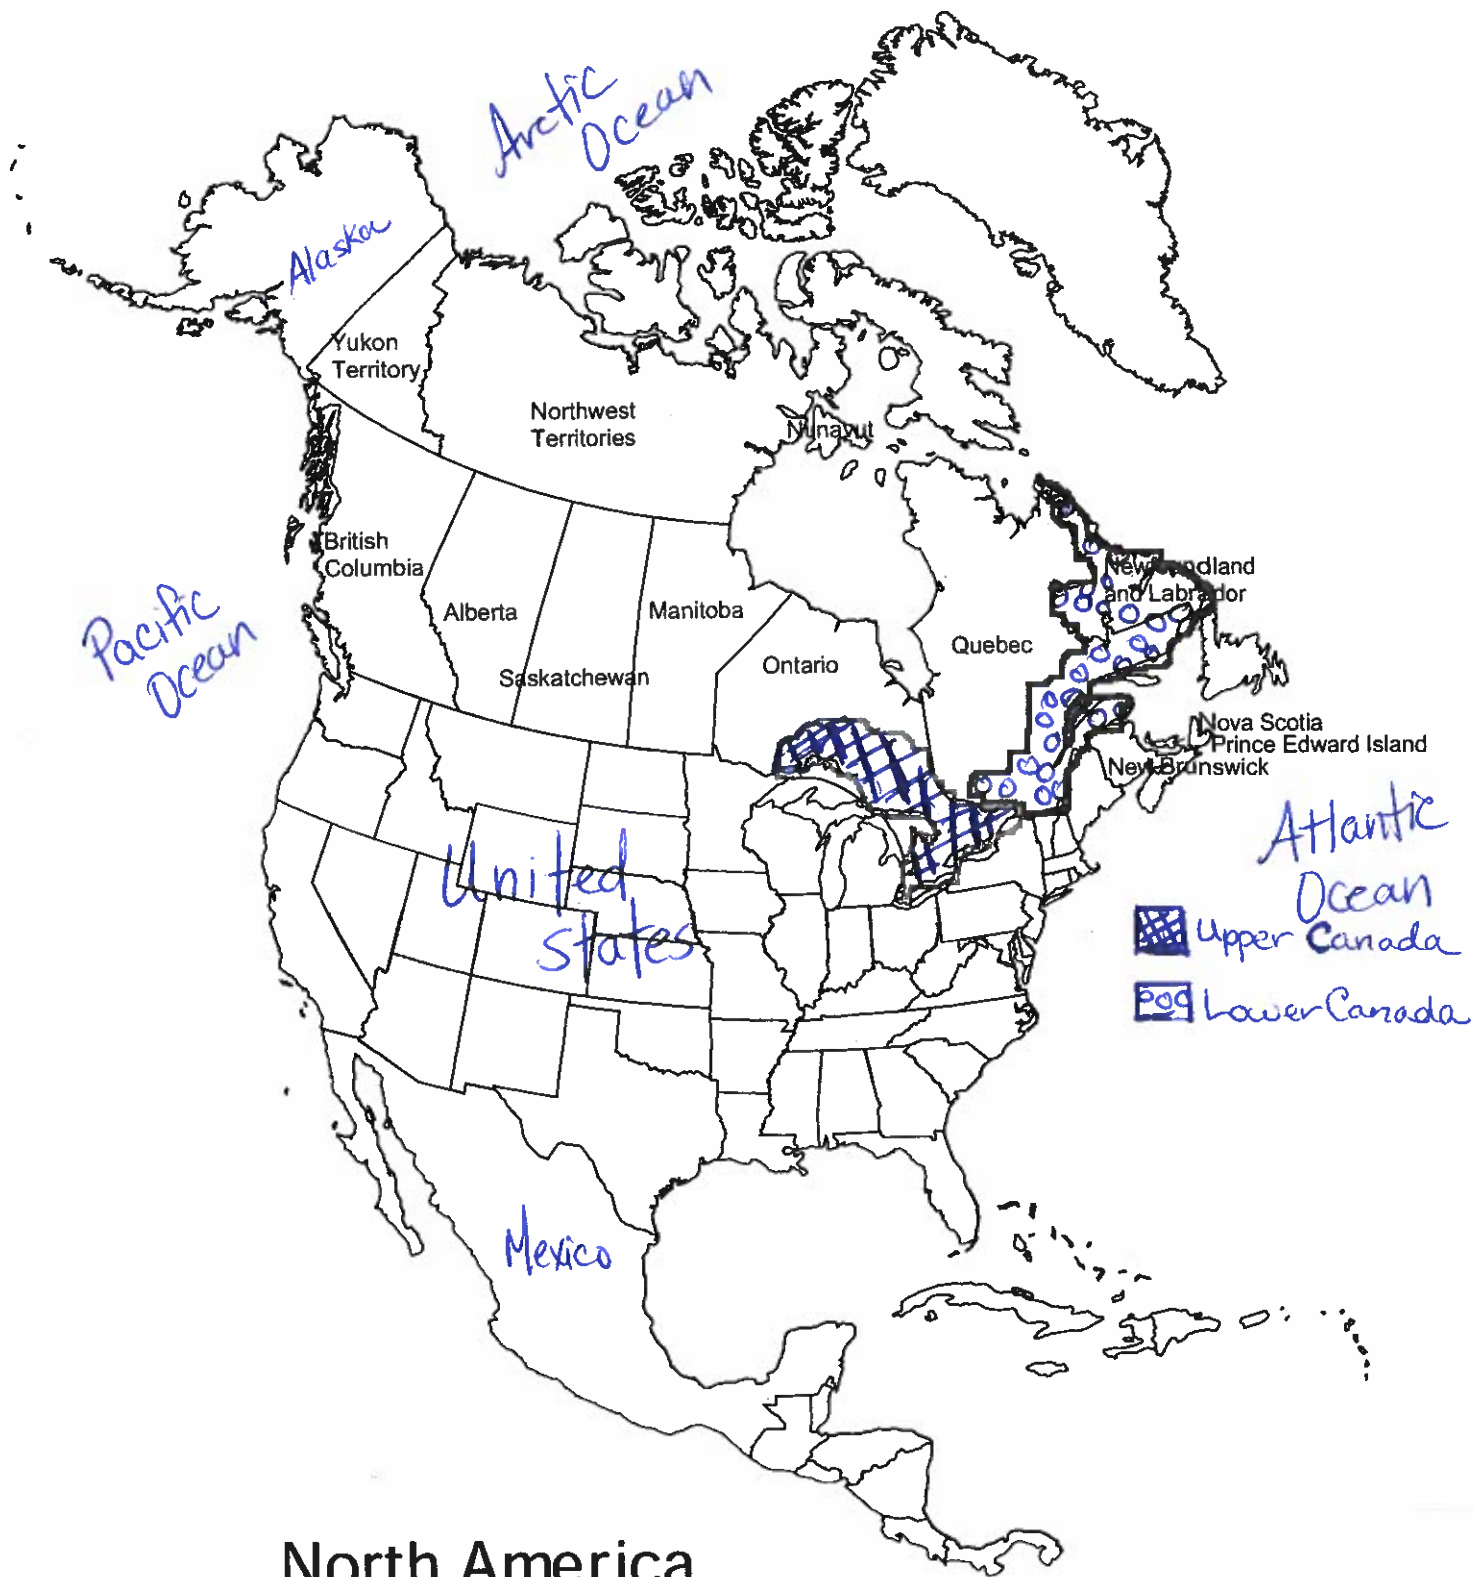 Arctic
Ocean
Alaska
Yukon
Territory
Northwest
Territories
Nunavut
British
Columbia
Alberta
Saskatchewan
Manitoba
Ontario
Quebec
Newfoundland
and Labrador
Nova Scotia
Prince Edward Island
New Brunswick
Pacific
Ocean
Atlantic
Ocean
United
States
Upper Canada
Lower Canada
Mexico
North America